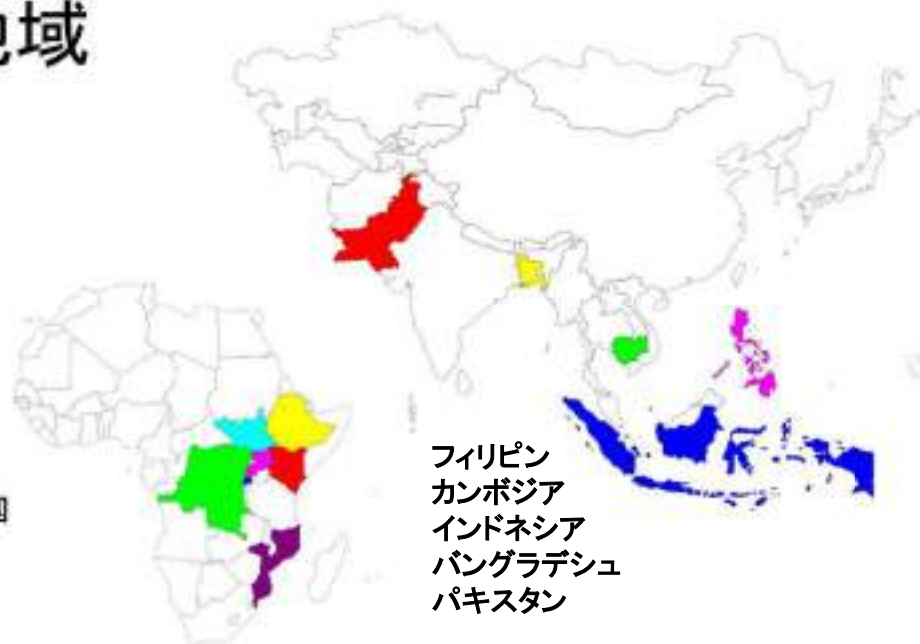 地域
フィリピン
カンボジア
インドネシア
バングラデシュ
パキスタン